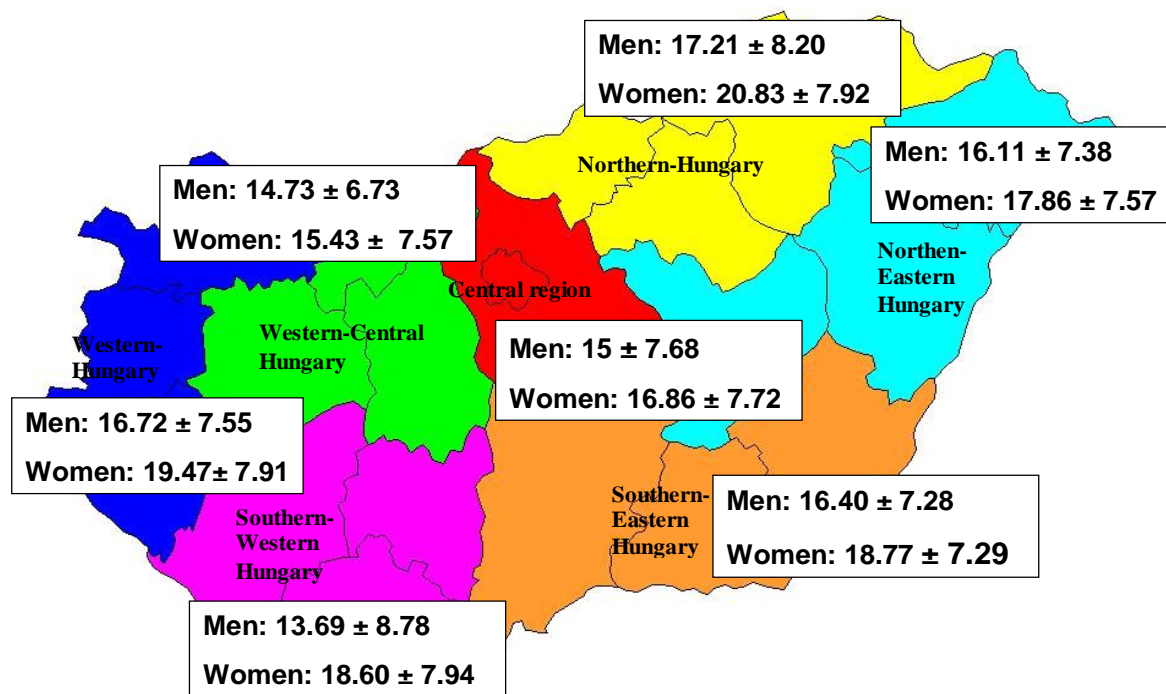 Men: 17.21 ± 8.20
Women: 20.83 ± 7.92
Men: 16.11 ± 7.38
Women: 17.86 ± 7.57
Northern-Hungary
Men: 14.73 ± 6.73
Women: 15.43 ± 7.57
Northen-
Eastern
Hungary
Central region
Western-
Hungary
Western-Central
Hungary
Men: 15 ± 7.68
Women: 16.86 ± 7.72
Men: 16.72 ± 7.55
Women: 19.47± 7.91
Southern-
Western
Hungary
Southern-
Eastern
Hungary
Men: 16.40 ± 7.28
Women: 18.77 ± 7.29
Men: 13.69 ± 8.78
Women: 18.60 ± 7.94